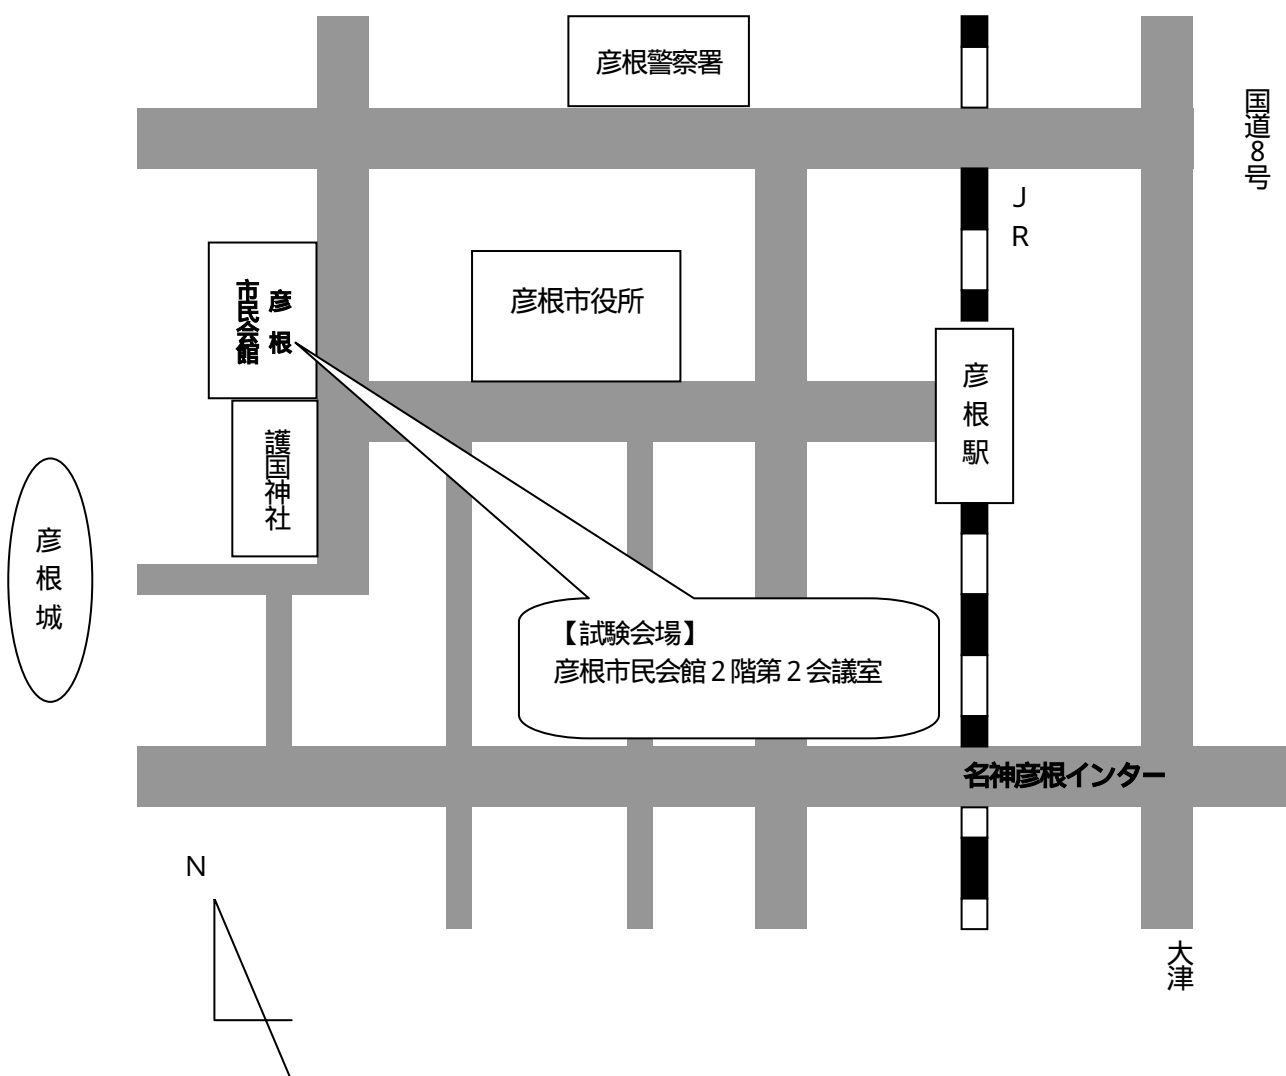 彦根警察署
国道8号
JR
彦根市役所
彦根
市民会館
彦根駅
護国神社
彦根城
【試験会場】
彦根市民会館２階第２会議室
名神彦根インター
N
大津